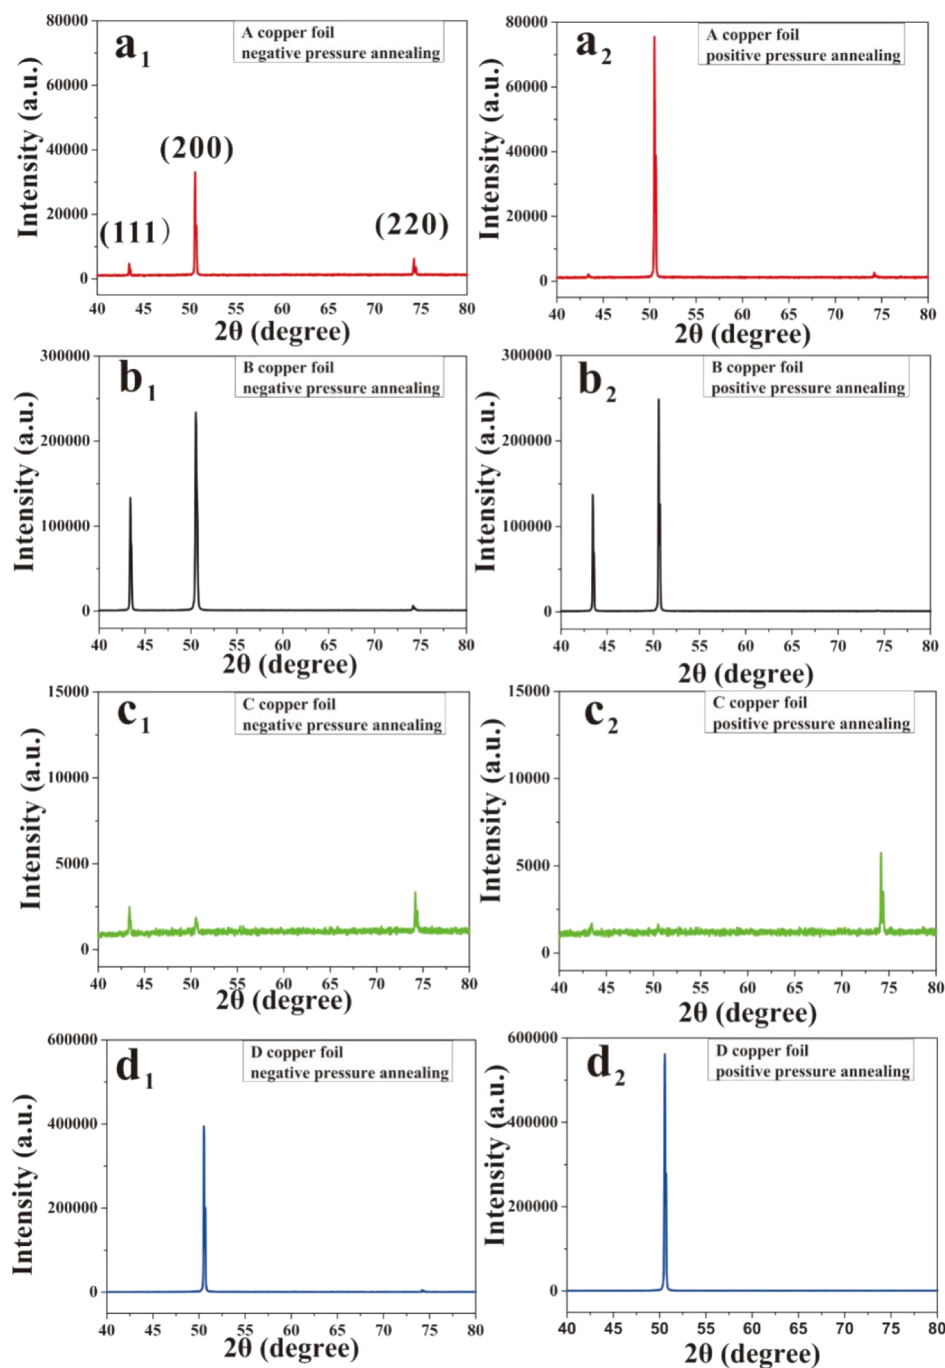 a1
A copper foil
negative pressure annealing
Intensity (a.u.)
80000
60000
40000
20000
0
(111)
(200)
(220)
40 45 50 55 60 65 70 75 80
2θ (degree)
a2
A copper foil
positive pressure annealing
Intensity (a.u.)
80000
60000
40000
20000
0
40 45 50 55 60 65 70 75 80
2θ (degree)
b1
B copper foil
negative pressure annealing
Intensity (a.u.)
300000
200000
100000
0
40 45 50 55 60 65 70 75 80
2θ (degree)
b2
B copper foil
positive pressure annealing
Intensity (a.u.)
300000
200000
100000
0
40 45 50 55 60 65 70 75 80
2θ (degree)
c1
C copper foil
negative pressure annealing
Intensity (a.u.)
15000
10000
5000
0
40 45 50 55 60 65 70 75 80
2θ (degree)
c2
C copper foil
positive pressure annealing
Intensity (a.u.)
15000
10000
5000
0
40 45 50 55 60 65 70 75 80
2θ (degree)
d1
D copper foil
negative pressure annealing
Intensity (a.u.)
600000
400000
200000
0
40 45 50 55 60 65 70 75 80
2θ (degree)
d2
D copper foil
positive pressure annealing
Intensity (a.u.)
600000
400000
200000
0
40 45 50 55 60 65 70 75 80
2θ (degree)